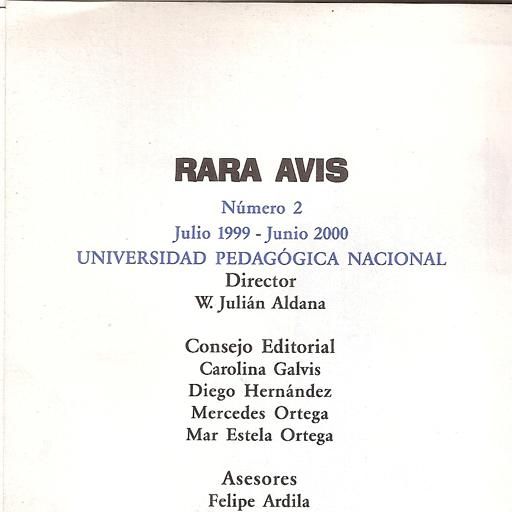 RARA AVIS
Número 2
Julio 1999 - Junio 2000
UNIVERSIDAD PEDAGÓGICA NACIONAL
Director
W. Julián Aldana
Consejo Editorial
Carolina Galvis
Diego Hernández
Mercedes Ortega
Mar Estela Ortega
Asesores
Felipe Ardila